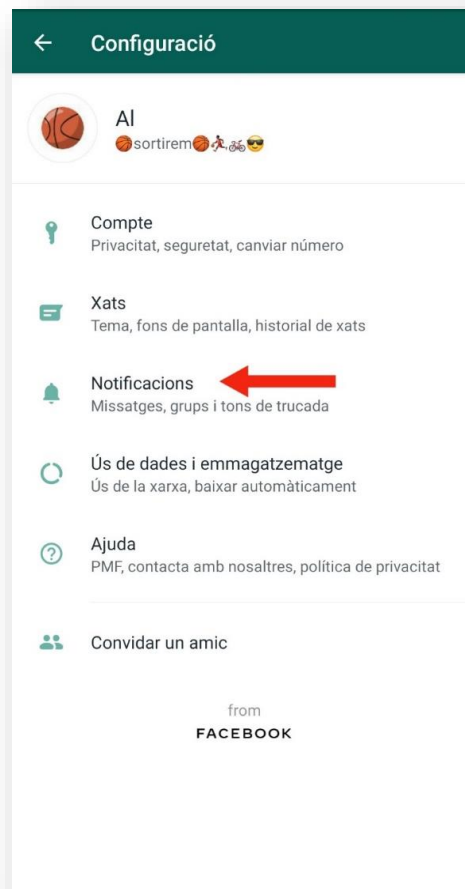 Configuració
Al
🏀sortirem🏀🏃🚲😎
Compte
Privacitat, seguretat, canviar número
Xats
Tema, fons de pantalla, historial de xats
Notificacions
Missatges, grups i tons de trucada
Ús de dades i emmagatzematge
Ús de la xarxa, baixar automàticament
Ajuda
PMF, contacta amb nosaltres, política de privacitat
Convidar un amic
from
FACEBOOK